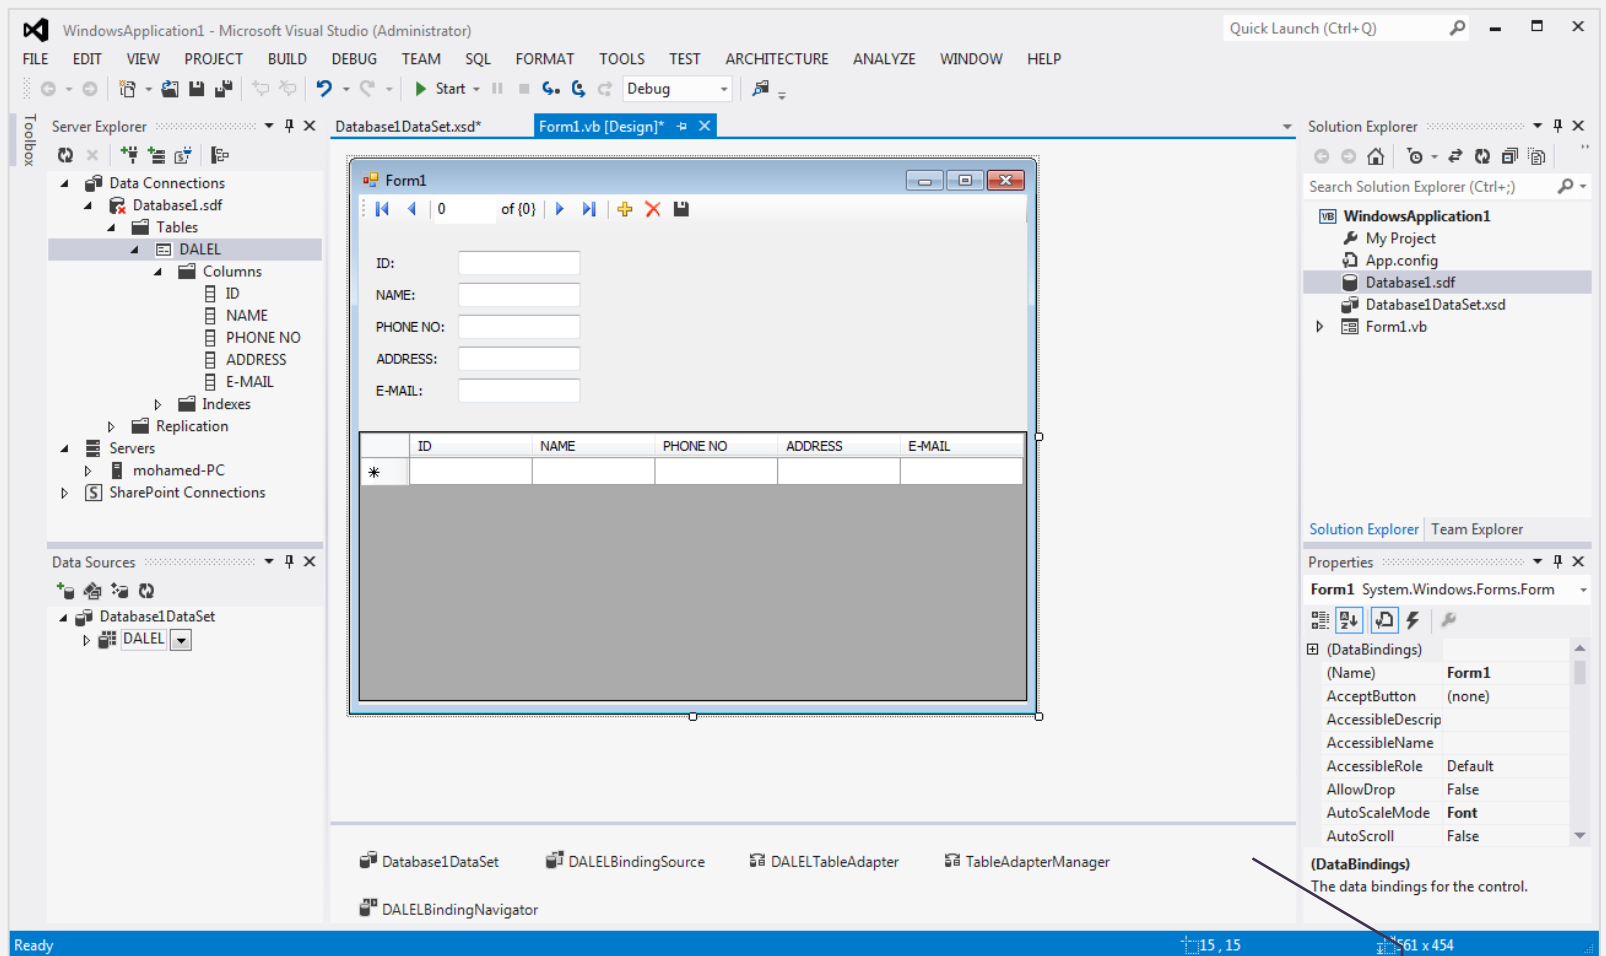 WindowsApplication1 - Microsoft Visual Studio (Administrator)
Quick Launch (Ctrl+Q)
FILE EDIT VIEW PROJECT BUILD DEBUG TEAM SQL FORMAT TOOLS TEST ARCHITECTURE ANALYZE WINDOW HELP
Start Debug
Toolbox
Server Explorer
Data Connections
Database1.sdf
Tables
DALEL
Columns
ID
NAME
PHONE NO
ADDRESS
E-MAIL
Indexes
Replication
Servers
mohamed-PC
SharePoint Connections
Data Sources
Database1DataSet
DALEL
Database1DataSet.xsd* Form1.vb [Design]*
Form1
0 of {0}
ID:
NAME:
PHONE NO:
ADDRESS:
E-MAIL:
ID NAME PHONE NO ADDRESS E-MAIL
Database1DataSet DALELBindingSource DALELTableAdapter TableAdapterManager
DALELBindingNavigator
Solution Explorer
Search Solution Explorer (Ctrl+;)
VB WindowsApplication1
My Project
App.config
Database1.sdf
Database1DataSet.xsd
Form1.vb
Solution Explorer Team Explorer
Properties
Form1 System.Windows.Forms.Form
(DataBindings)
(Name) Form1
AcceptButton (none)
AccessibleDescrip
AccessibleName
AccessibleRole Default
AllowDrop False
AutoScaleMode Font
AutoScroll False
(DataBindings)
The data bindings for the control.
Ready 15 , 15 561 x 454